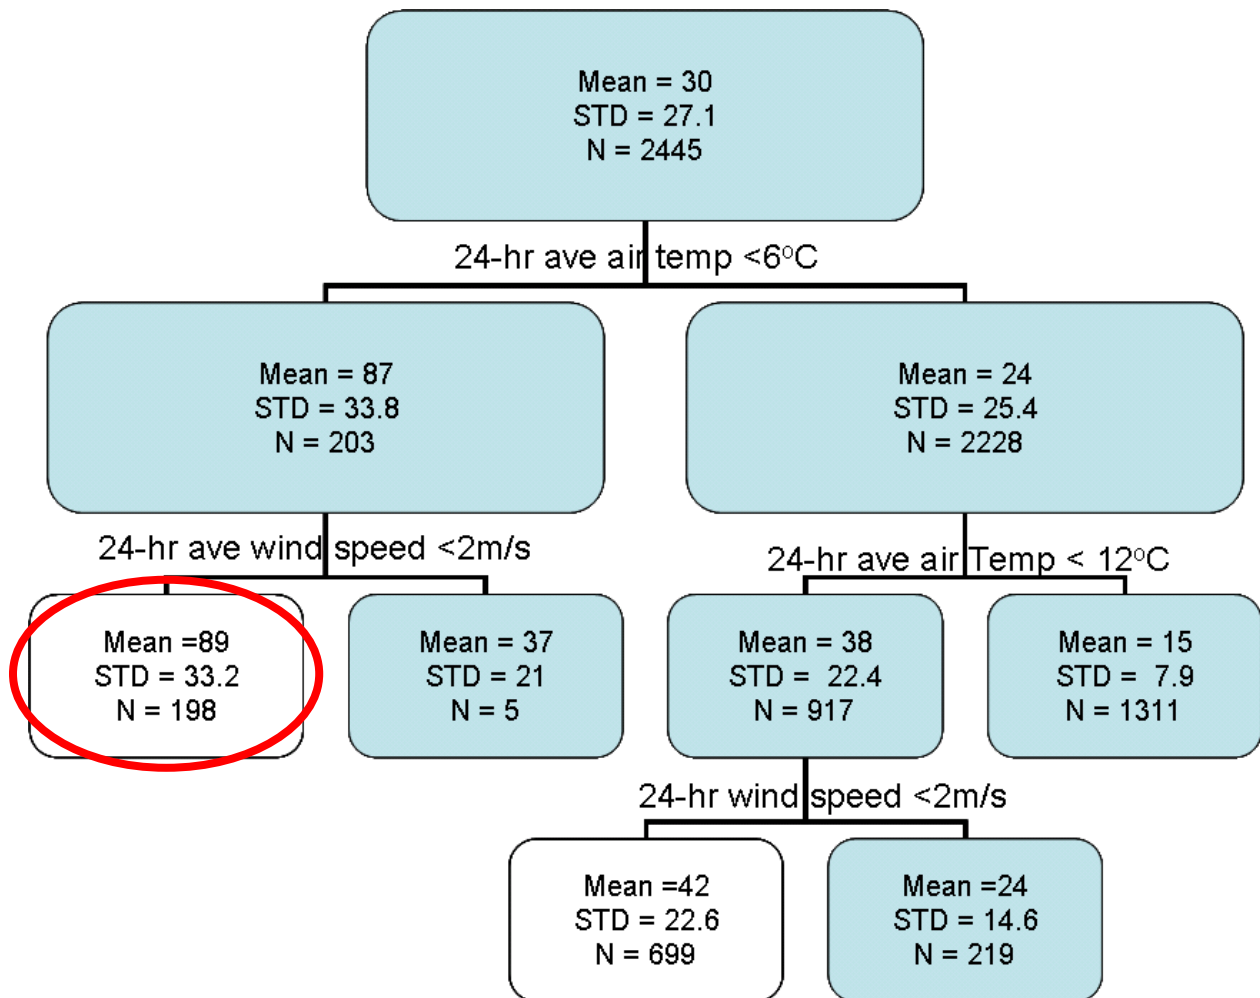 Mean = 30
STD = 27.1
N = 2445
24-hr ave air temp <6°C
Mean = 87
STD = 33.8
N = 203
Mean = 24
STD = 25.4
N = 2228
24-hr ave wind speed <2m/s
24-hr ave air Temp < 12°C
Mean =89
STD = 33.2
N = 198
Mean = 37
STD = 21
N = 5
Mean = 38
STD = 22.4
N = 917
Mean = 15
STD = 7.9
N = 1311
24-hr wind speed <2m/s
Mean =42
STD = 22.6
N = 699
Mean =24
STD = 14.6
N = 219